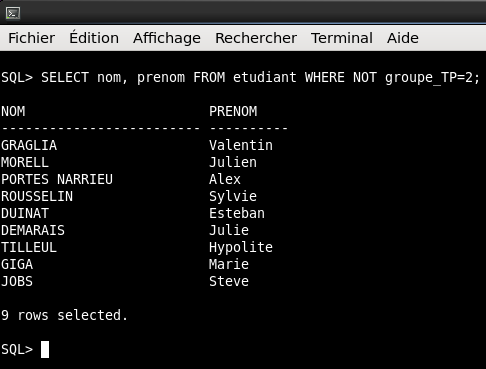 Fichier Édition Affichage Rechercher Terminal Aide
SQL> SELECT nom, prenom FROM etudiant WHERE NOT groupe_TP=2;
NOM PRENOM
------------------------- ----------
GRAGLIA Valentin
MORELL Julien
PORTES NARRIEU Alex
ROUSSELIN Sylvie
DUINAT Esteban
DEMARAIS Julie
TILLEUL Hypolite
GIGA Marie
JOBS Steve
9 rows selected.
SQL>